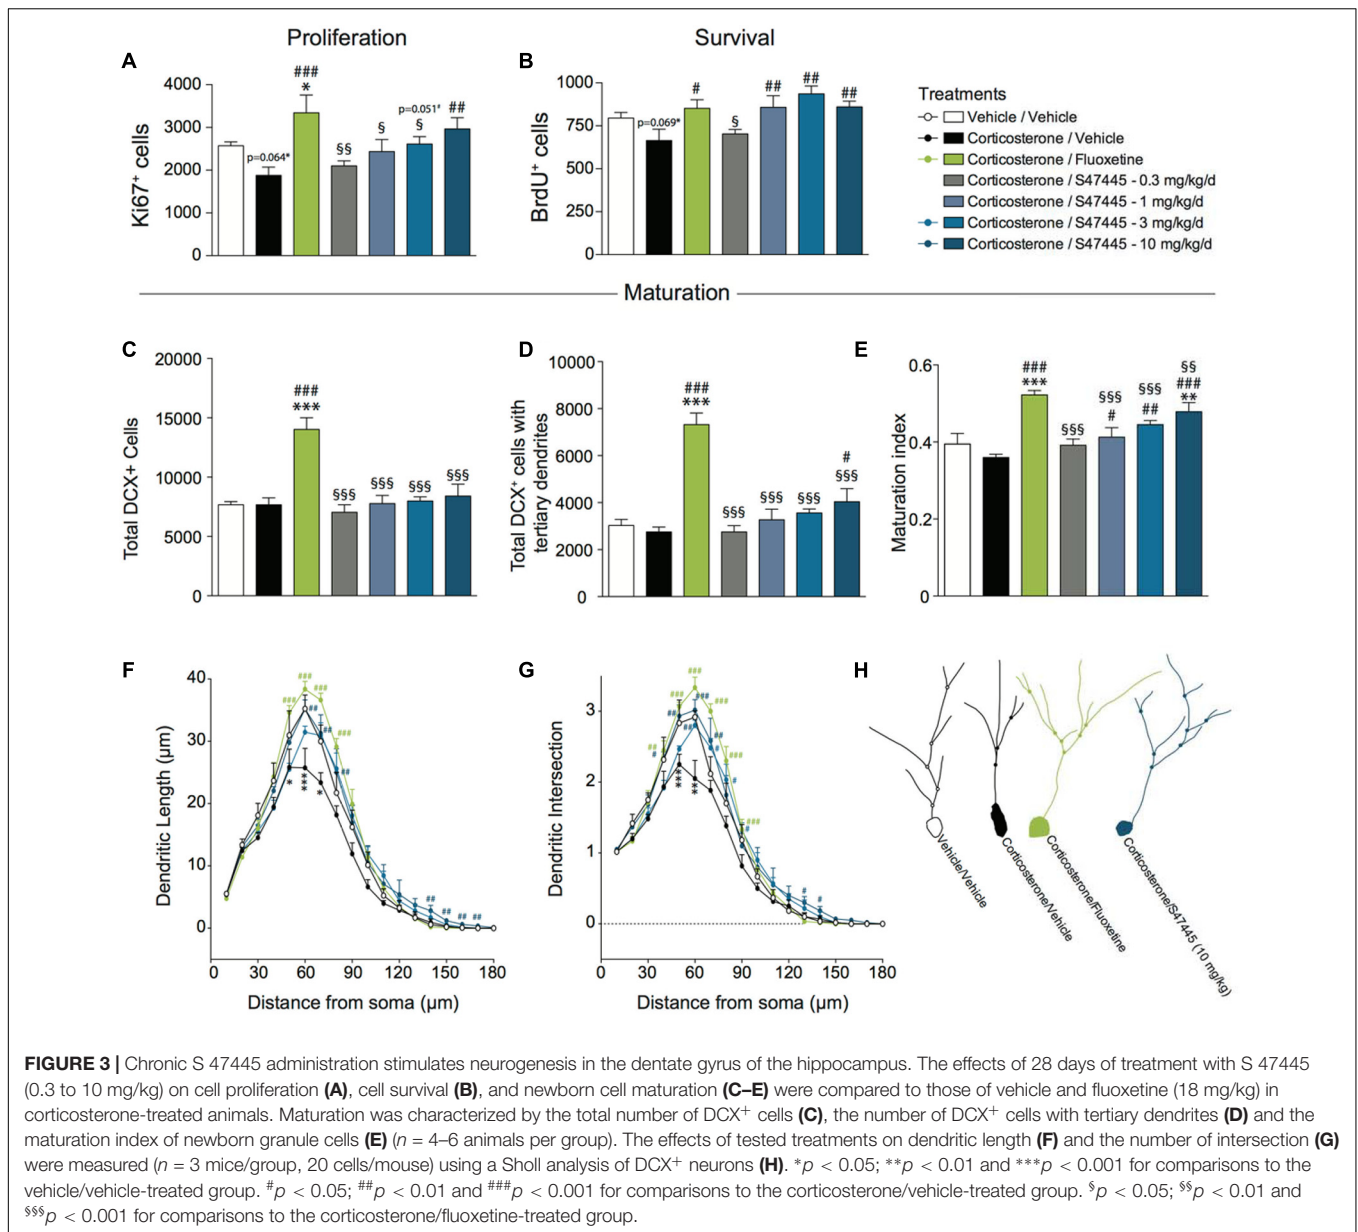 Proliferation
Survival
A
B
4000
3000
2000
1000
0
Ki67+ cells
p=0.064*
###
*
§§
§
p=0.051#
§
##
1000
750
500
250
0
BrdU+ cells
p=0.069*
#
§
##
##
##
Treatments
Vehicle / Vehicle
Corticosterone / Vehicle
Corticosterone / Fluoxetine
Corticosterone / S47445 - 0.3 mg/kg/d
Corticosterone / S47445 - 1 mg/kg/d
Corticosterone / S47445 - 3 mg/kg/d
Corticosterone / S47445 - 10 mg/kg/d
Maturation
C
D
E
20000
15000
10000
5000
0
Total DCX+ Cells
###
***
§§§
§§§
§§§
§§§
10000
8000
6000
4000
2000
0
Total DCX+ cells with
tertiary dendrites
###
***
§§§
§§§
§§§
#
§§§
0.6
0.4
0.2
0
Maturation index
###
***
§§§
§§§
#
§§§
##
§§
###
**
F
G
H
40
30
20
10
0
Dendritic Length (µm)
###
###
###
###
##
##
##
*
***
*
##
##
##
##
0 30 60 90 120 150 180
Distance from soma (µm)
3
2
1
0
Dendritic Intersection
##
#
###
##
###
###
##
###
##
#
###
#
###
#
#
#
0 30 60 90 120 150 180
Distance from soma (µm)
Vehicle/Vehicle
Corticosterone/Vehicle
Corticosterone/Fluoxetine
Corticosterone/S47445 (10 mg/kg)
FIGURE 3 | Chronic S 47445 administration stimulates neurogenesis in the dentate gyrus of the hippocampus. The effects of 28 days of treatment with S 47445
(0.3 to 10 mg/kg) on cell proliferation (A), cell survival (B), and newborn cell maturation (C–E) were compared to those of vehicle and fluoxetine (18 mg/kg) in
corticosterone-treated animals. Maturation was characterized by the total number of DCX+ cells (C), the number of DCX+ cells with tertiary dendrites (D) and the
maturation index of newborn granule cells (E) (n = 4–6 animals per group). The effects of tested treatments on dendritic length (F) and the number of intersection (G)
were measured (n = 3 mice/group, 20 cells/mouse) using a Sholl analysis of DCX+ neurons (H). *p < 0.05; **p < 0.01 and ***p < 0.001 for comparisons to the
vehicle/vehicle-treated group. #p < 0.05; ##p < 0.01 and ###p < 0.001 for comparisons to the corticosterone/vehicle-treated group. §p < 0.05; §§p < 0.01 and
§§§p < 0.001 for comparisons to the corticosterone/fluoxetine-treated group.